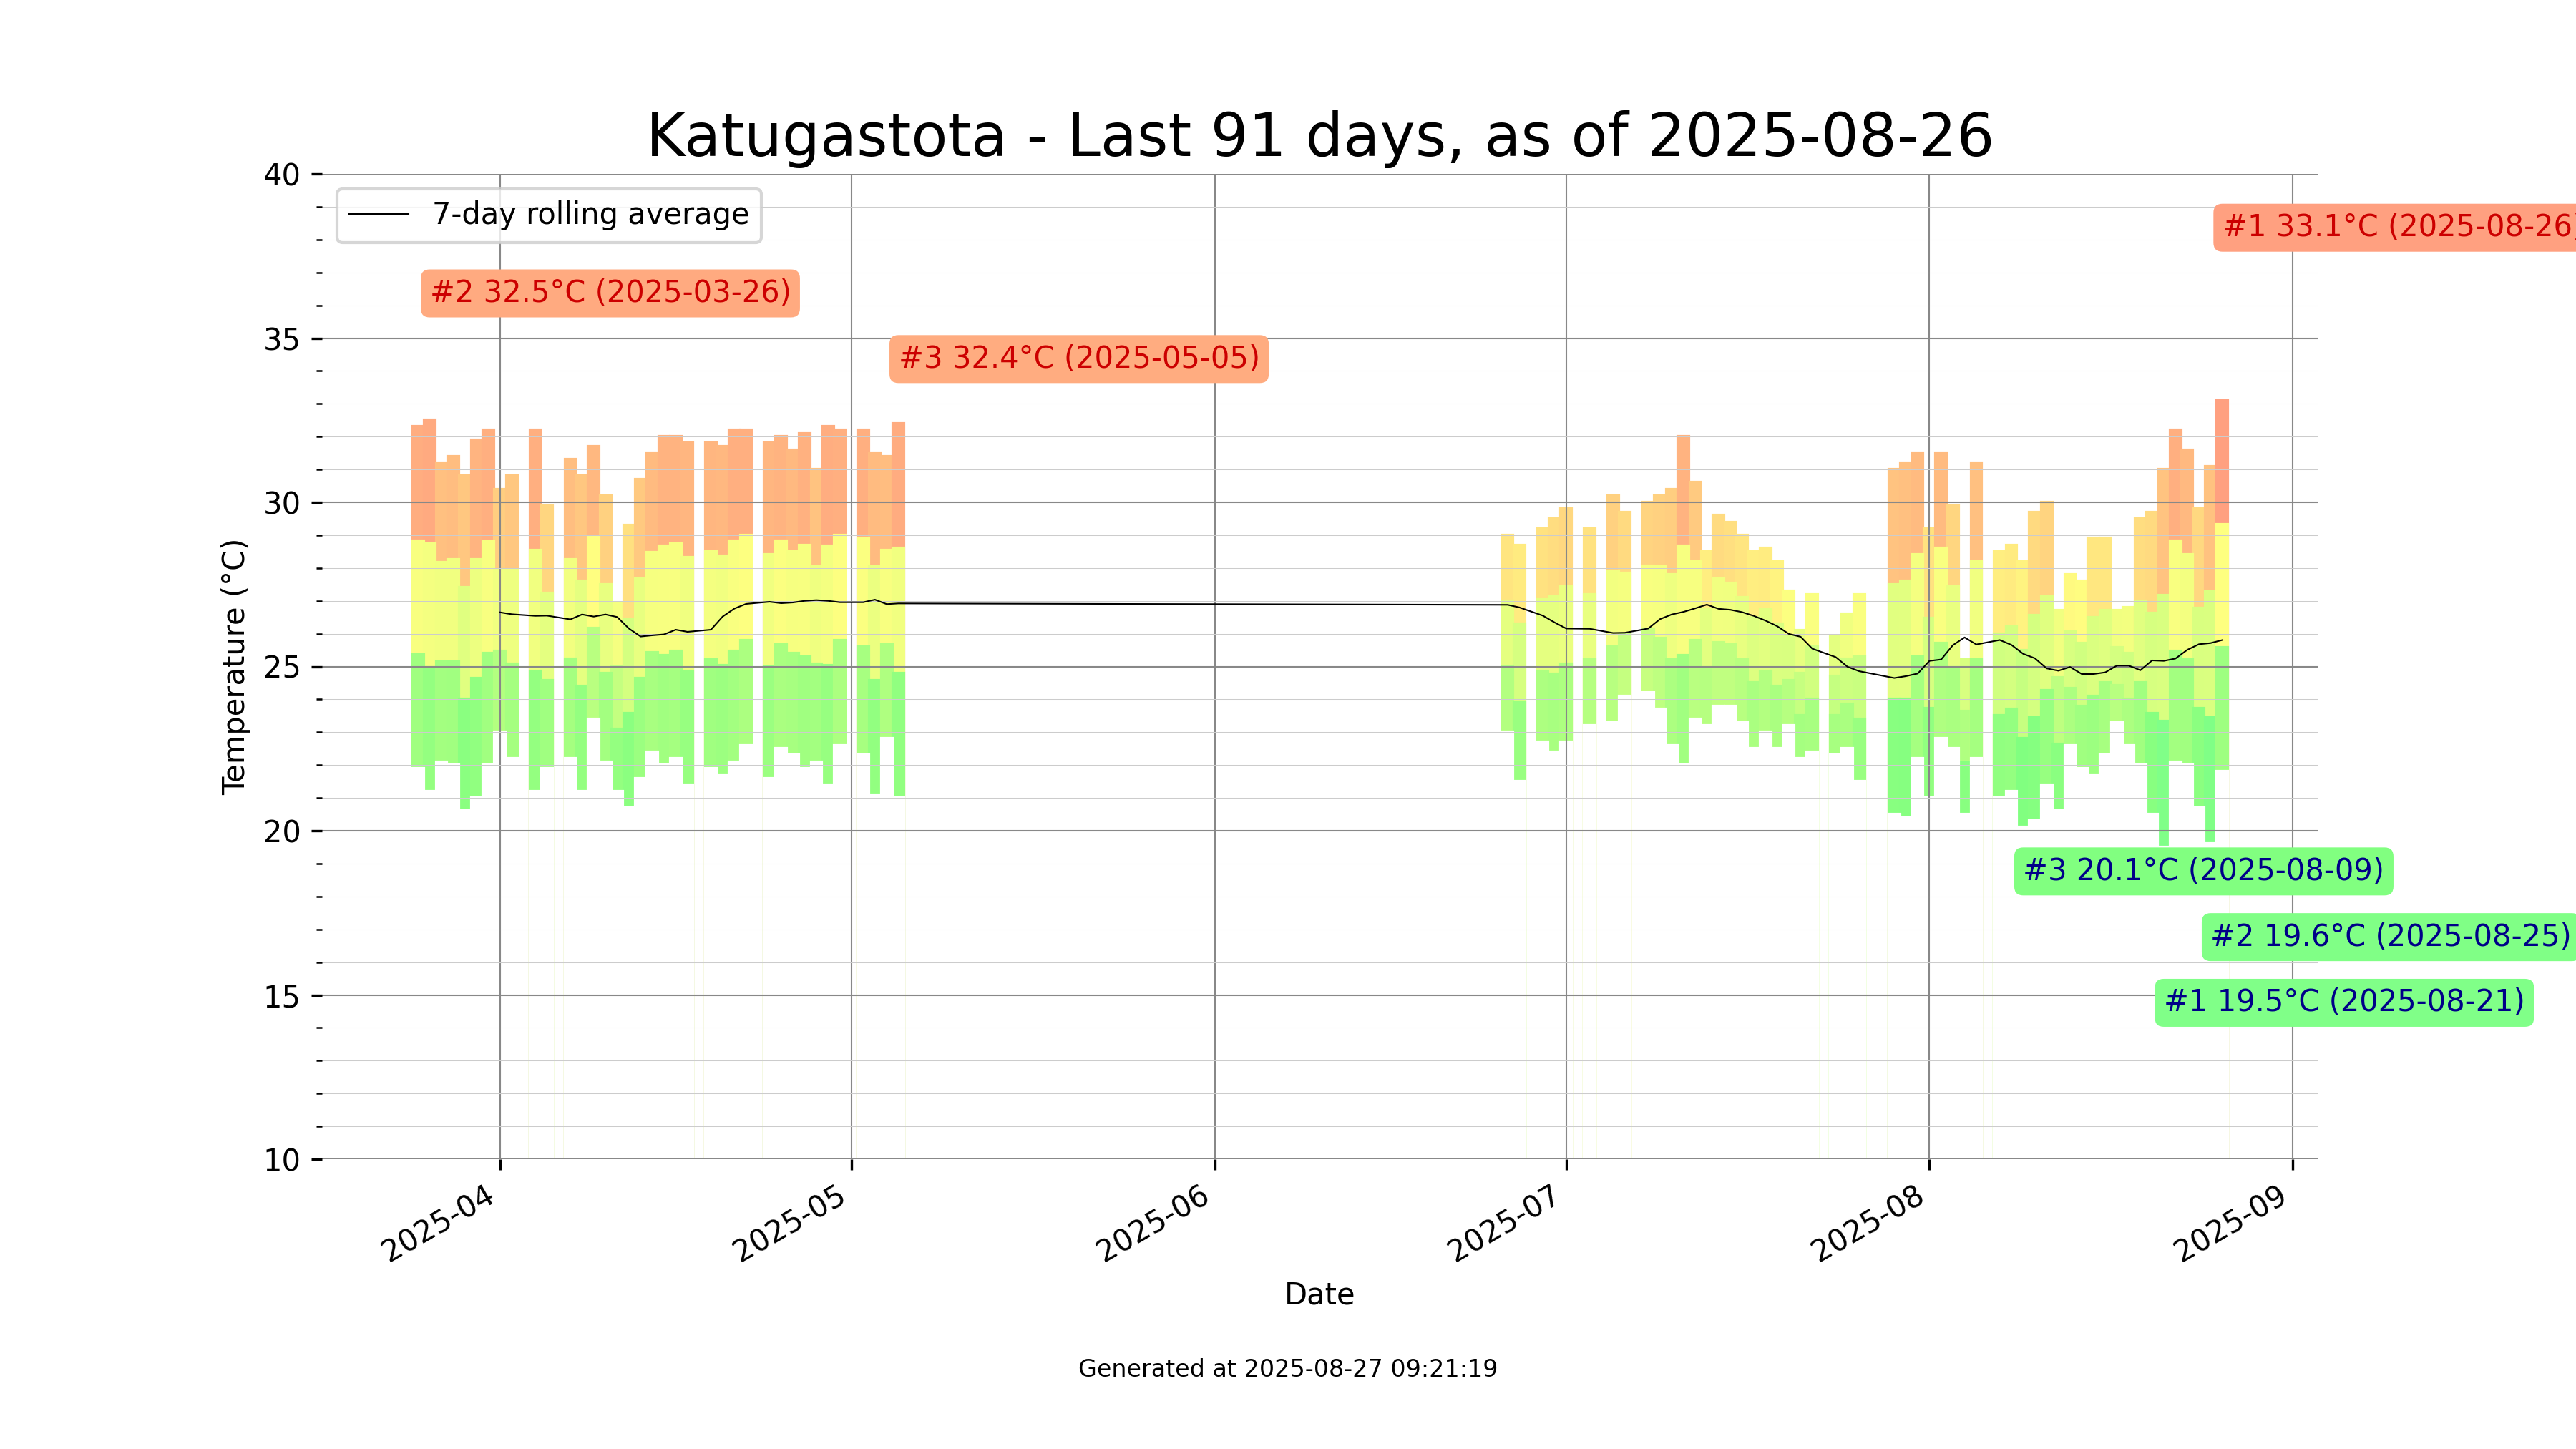 Katugastota - Last 91 days, as of 2025-08-26
40
7-day rolling average
#1 33.1°C (2025-08-26)
#2 32.5°C (2025-03-26)
35
#3 32.4°C (2025-05-05)
30
Temperature (°C)
25
20
#3 20.1°C (2025-08-09)
#2 19.6°C (2025-08-25)
15
#1 19.5°C (2025-08-21)
10
2025-04
2025-05
2025-06
2025-07
2025-08
2025-09
Date
Generated at 2025-08-27 09:21:19